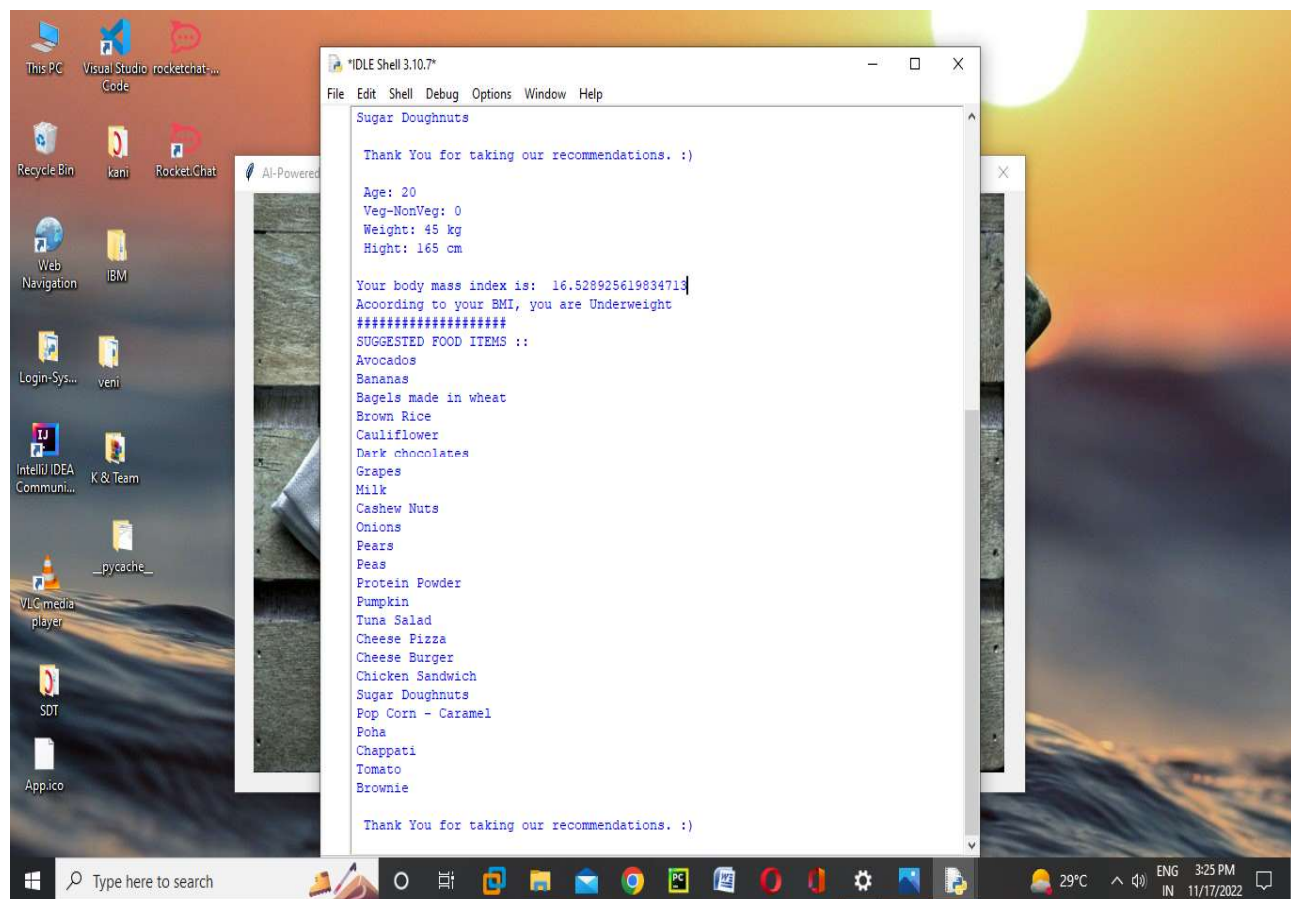 This PC
Visual Studio
Code
rocketchat-...
Recycle Bin
kani
Rocket.Chat
Web
Navigation
IBM
Login-Sys...
veni
IntelliJ IDEA
Communi...
K & Team
_pycache_
VLC media
player
SDT
App.ico
AI-Powered
*IDLE Shell 3.10.7*
File Edit Shell Debug Options Window Help
Sugar Doughnuts
Thank You for taking our recommendations. :)
Age: 20
Veg-NonVeg: 0
Weight: 45 kg
Hight: 165 cm
Your body mass index is:  16.528925619834713
Acoording to your BMI, you are Underweight
####################
SUGGESTED FOOD ITEMS ::
Avocados
Bananas
Bagels made in wheat
Brown Rice
Cauliflower
Dark chocolates
Grapes
Milk
Cashew Nuts
Onions
Pears
Peas
Protein Powder
Pumpkin
Tuna Salad
Cheese Pizza
Cheese Burger
Chicken Sandwich
Sugar Doughnuts
Pop Corn - Caramel
Poha
Chappati
Tomato
Brownie
Thank You for taking our recommendations. :)
Type here to search
29°C
ENG
IN
3:25 PM
11/17/2022